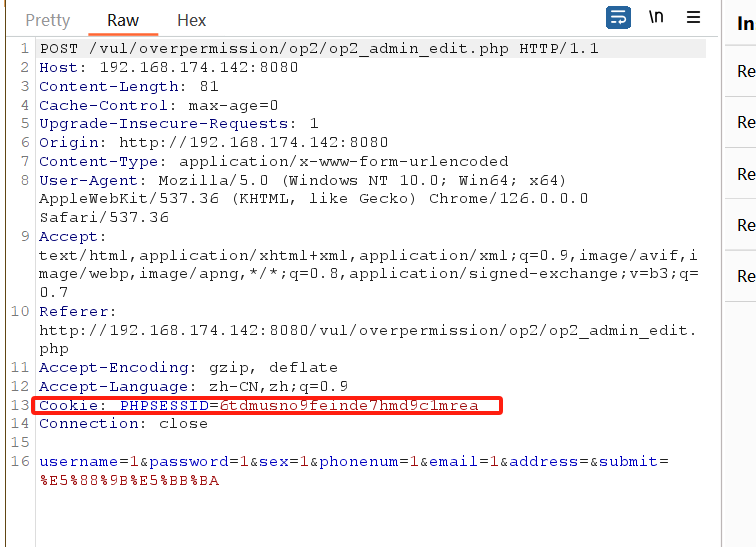 Pretty Raw Hex \n ≡ In
1 POST /vul/overpermission/op2/op2_admin_edit.php HTTP/1.1
2 Host: 192.168.174.142:8080
3 Content-Length: 81
4 Cache-Control: max-age=0
5 Upgrade-Insecure-Requests: 1
6 Origin: http://192.168.174.142:8080
7 Content-Type: application/x-www-form-urlencoded
8 User-Agent: Mozilla/5.0 (Windows NT 10.0; Win64; x64)
AppleWebKit/537.36 (KHTML, like Gecko) Chrome/126.0.0.0
Safari/537.36
9 Accept:
text/html,application/xhtml+xml,application/xml;q=0.9,image/avif,i
mage/webp,image/apng,*/*;q=0.8,application/signed-exchange;v=b3;q=
0.7
10 Referer:
http://192.168.174.142:8080/vul/overpermission/op2/op2_admin_edit.
php
11 Accept-Encoding: gzip, deflate
12 Accept-Language: zh-CN,zh;q=0.9
13 Cookie: PHPSESSID=6tdmusno9feinde7hmd9c1mrea
14 Connection: close
15
16 username=1&password=1&sex=1&phonenum=1&email=1&address=&submit=
%E5%88%9B%E5%BB%BA
Re
Re
Re
Re
Re